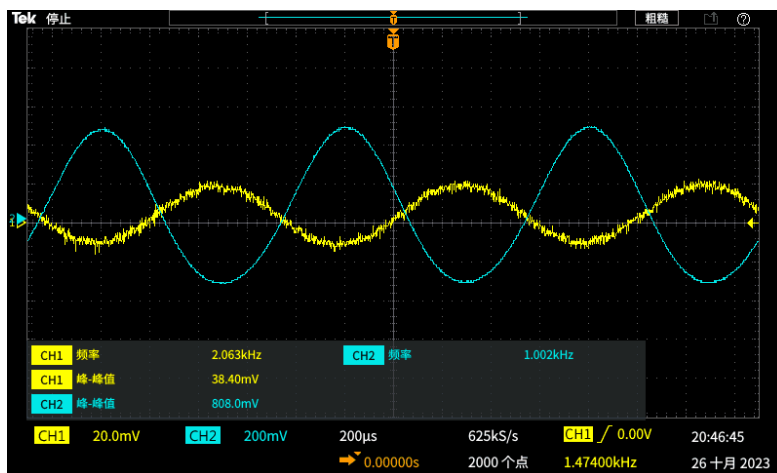 Tek 停止 T 粗糙 ?
T
2
1
CH1 频率 2.063kHz CH2 频率 1.002kHz
CH1 峰-峰值 38.40mV
CH2 峰-峰值 808.0mV
CH1 20.0mV CH2 200mV 200μs 625kS/s CH1 / 0.00V 20:46:45
0.00000s 2000 个点 1.47400kHz 26 十月 2023